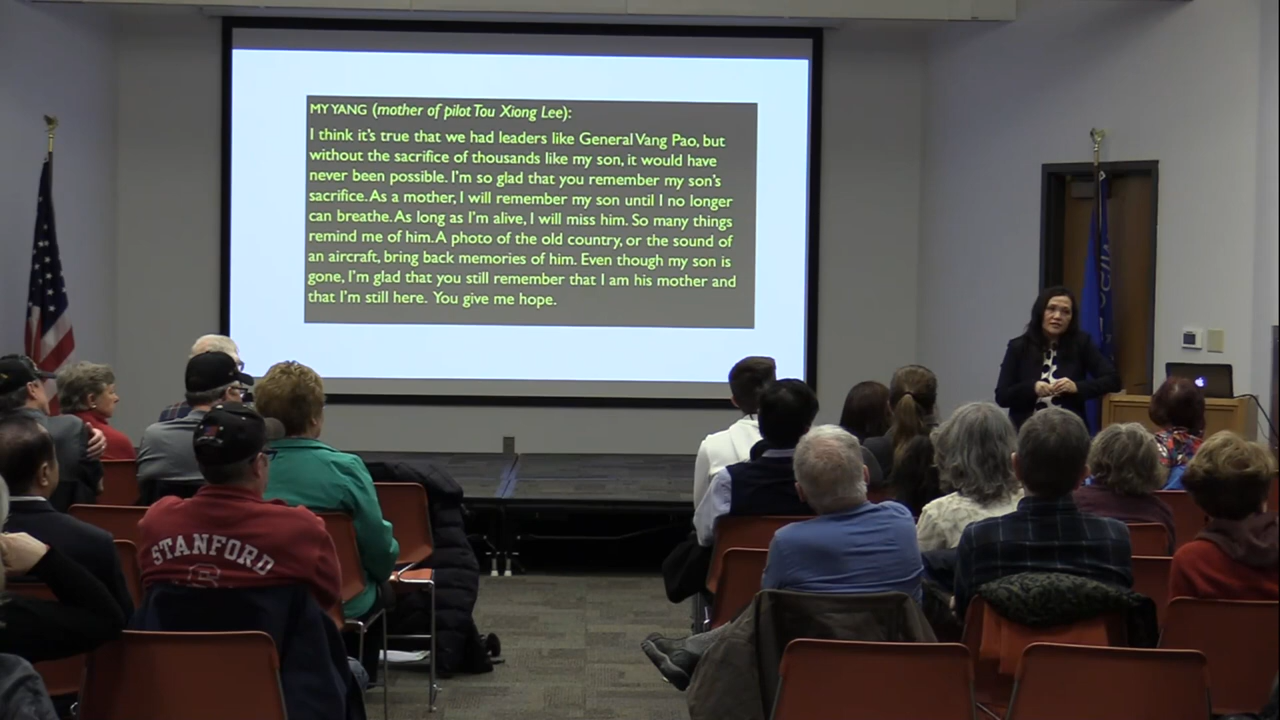 MY YANG (mother of pilot Tou Xiong Lee):
I think it's true that we had leaders like General Vang Pao, but
without the sacrifice of thousands like my son, it would have
never been possible. I'm so glad that you remember my son's
sacrifice. As a mother, I will remember my son until I no longer
can breathe. As long as I'm alive, I will miss him. So many things
remind me of him. A photo of the old country, or the sound of
an aircraft, bring back memories of him. Even though my son is
gone, I'm glad that you still remember that I am his mother and
that I'm still here. You give me hope.
STANFORD